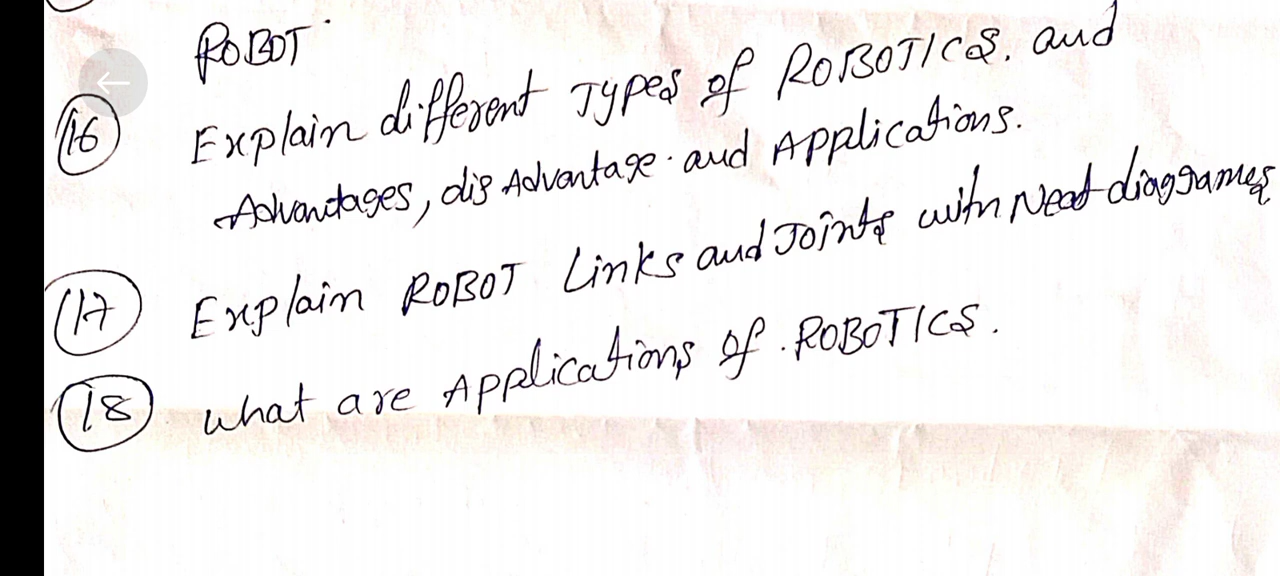 ROBOT
16 Explain different Types of ROBOTICS. and
Advantages, dis Advantage. and Applications.
17 Explain ROBOT Links and Joints with Neat diagrames
18 what are Applications of . ROBOTICS.